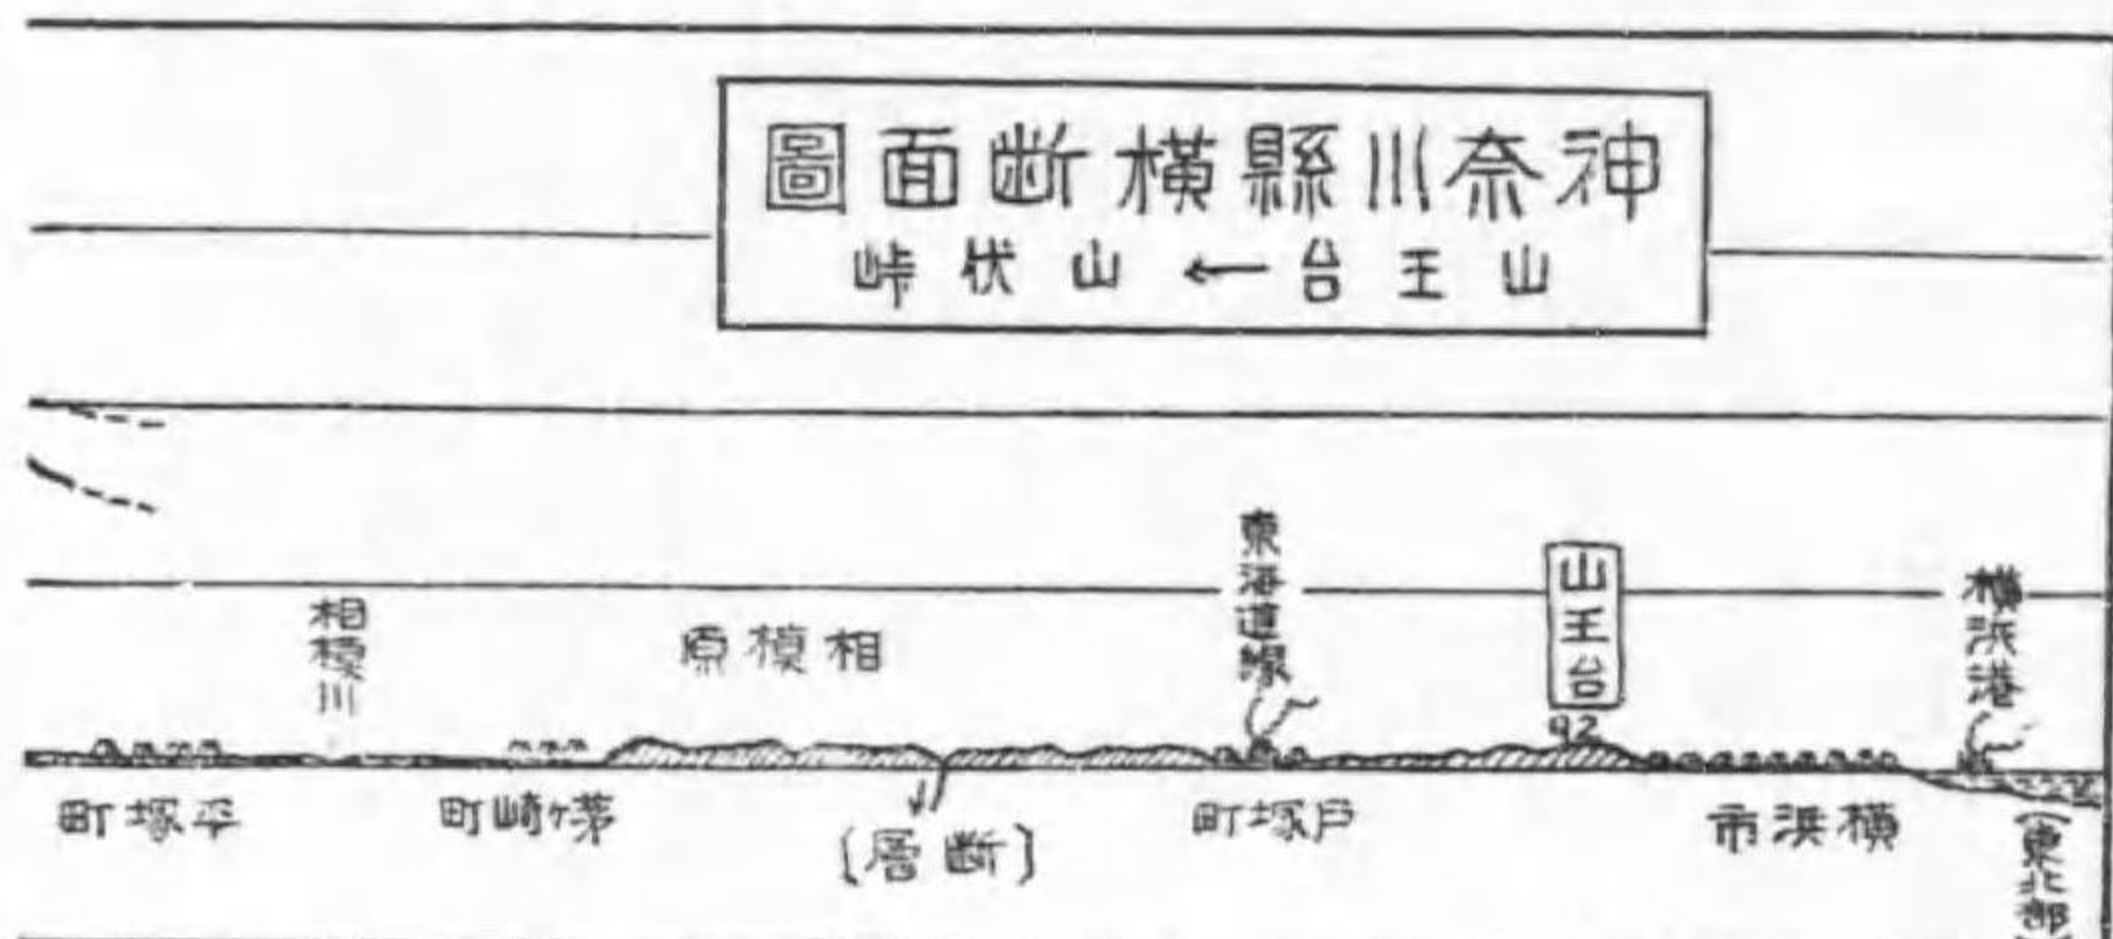 神奈川縣横断面圖
山王台→山伏峠
横浜港
山王台
92
東海道線
相模原
相模川
横浜市
戸塚町
[断層]
茅ヶ崎町
平塚町
(東北部)